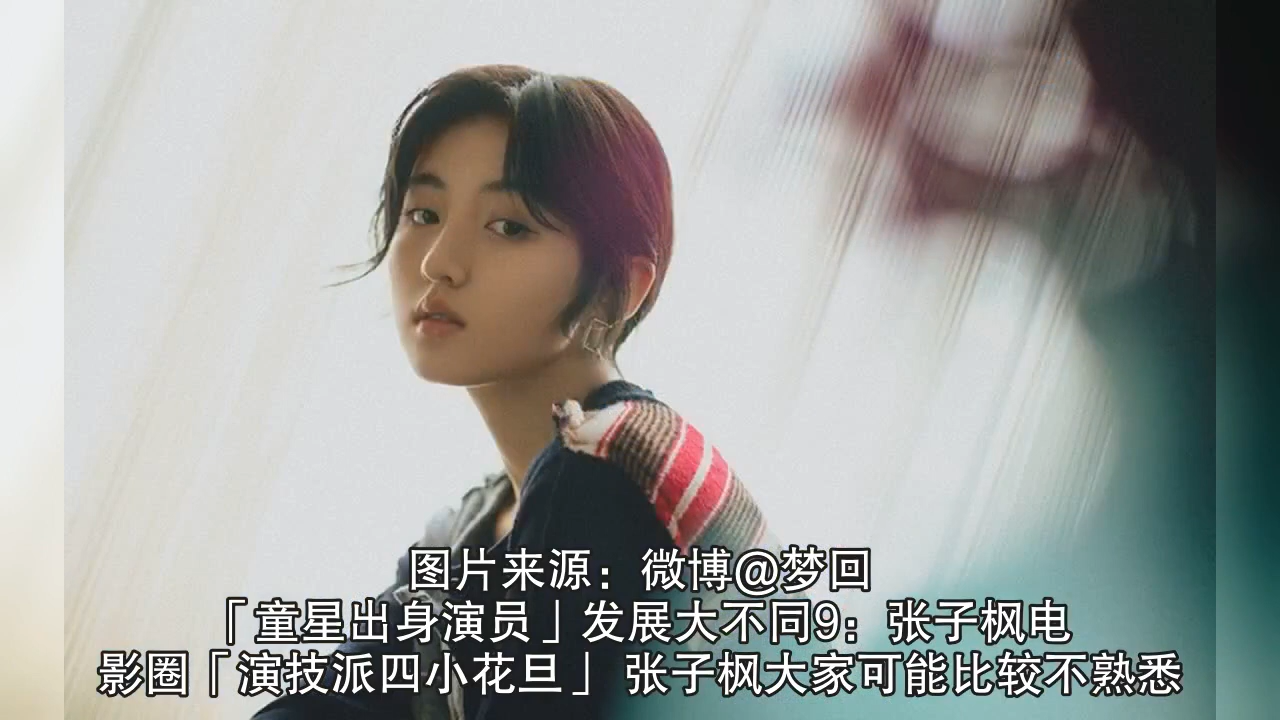 图片来源：微博@梦回
「童星出身演员」发展大不同9：张子枫电
影圈「演技派四小花旦」 张子枫大家可能比较不熟悉